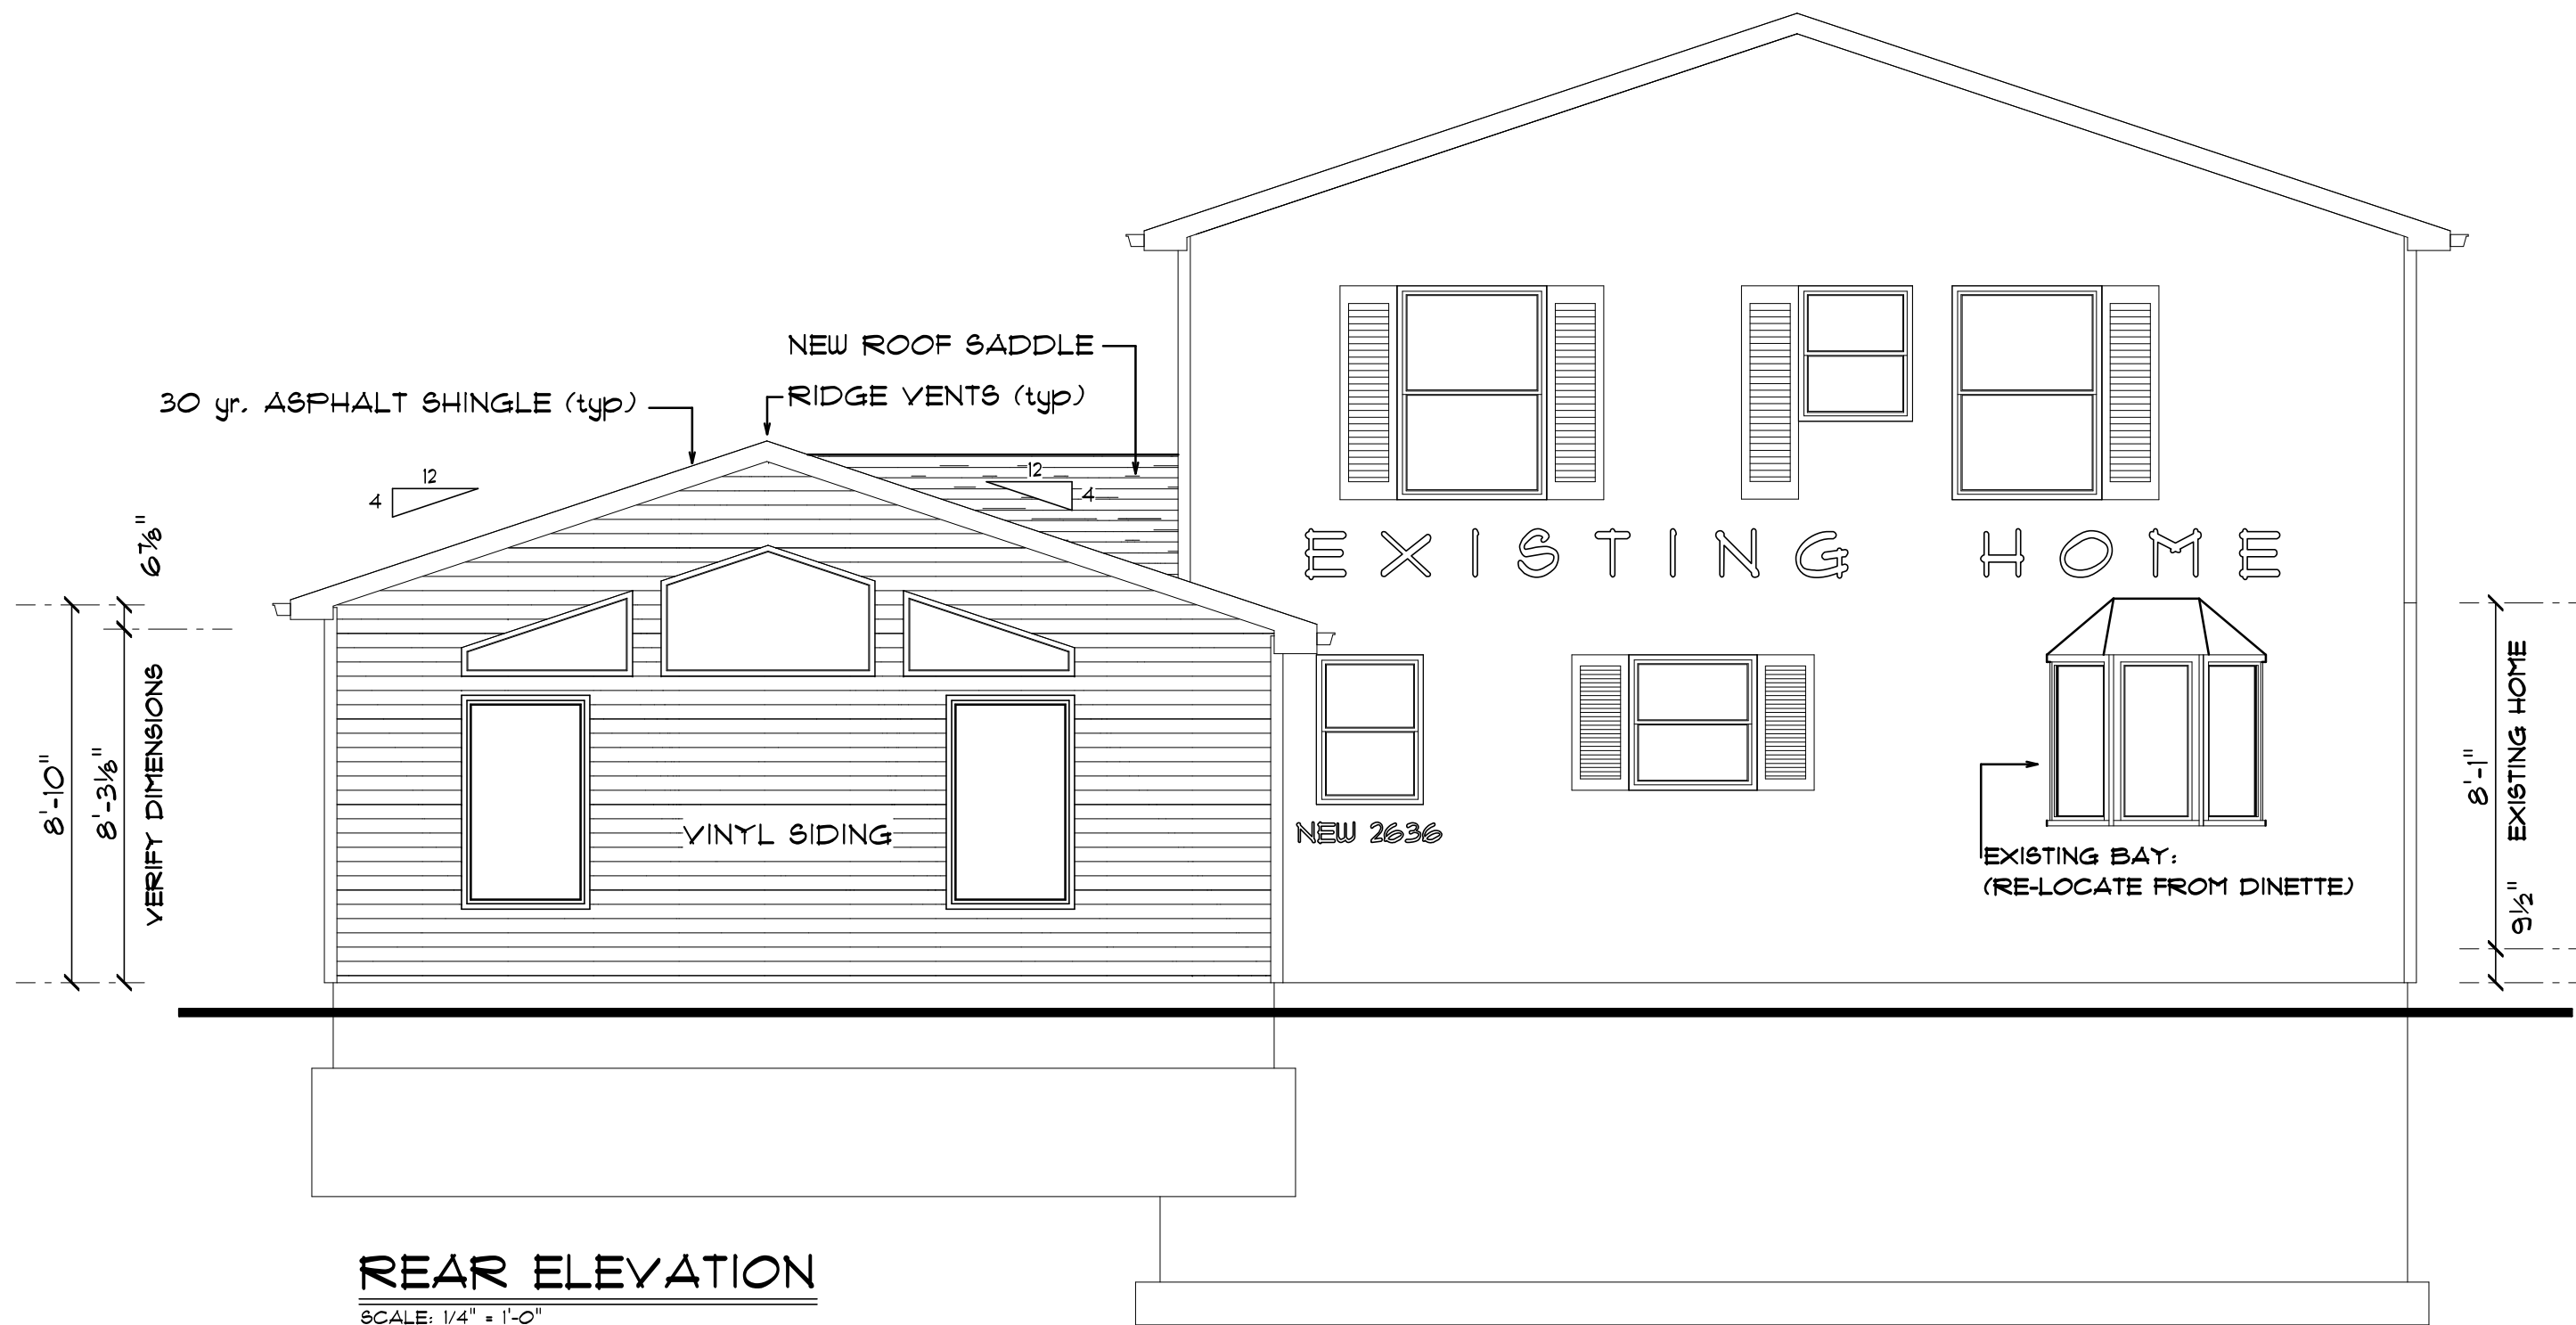 NEW ROOF SADDLE
30 yr. ASPHALT SHINGLE (typ)
RIDGE VENTS (typ)
12
4
12
4
6⅞"
8'-10"
8'-3⅛"
VERIFY DIMENSIONS
EXISTING HOME
VINYL SIDING
NEW 2636
EXISTING BAY:
(RE-LOCATE FROM DINETTE)
8'-1"
EXISTING HOME
9½"
REAR ELEVATION
SCALE: 1/4" = 1'-0"